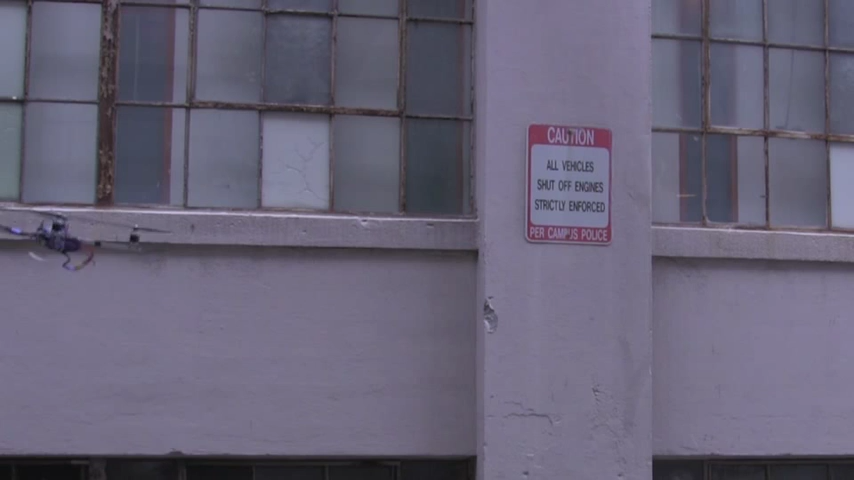 CAUTION
ALL VEHICLES
SHUT OFF ENGINES
STRICTLY ENFORCED
PER CAMPUS POLICE